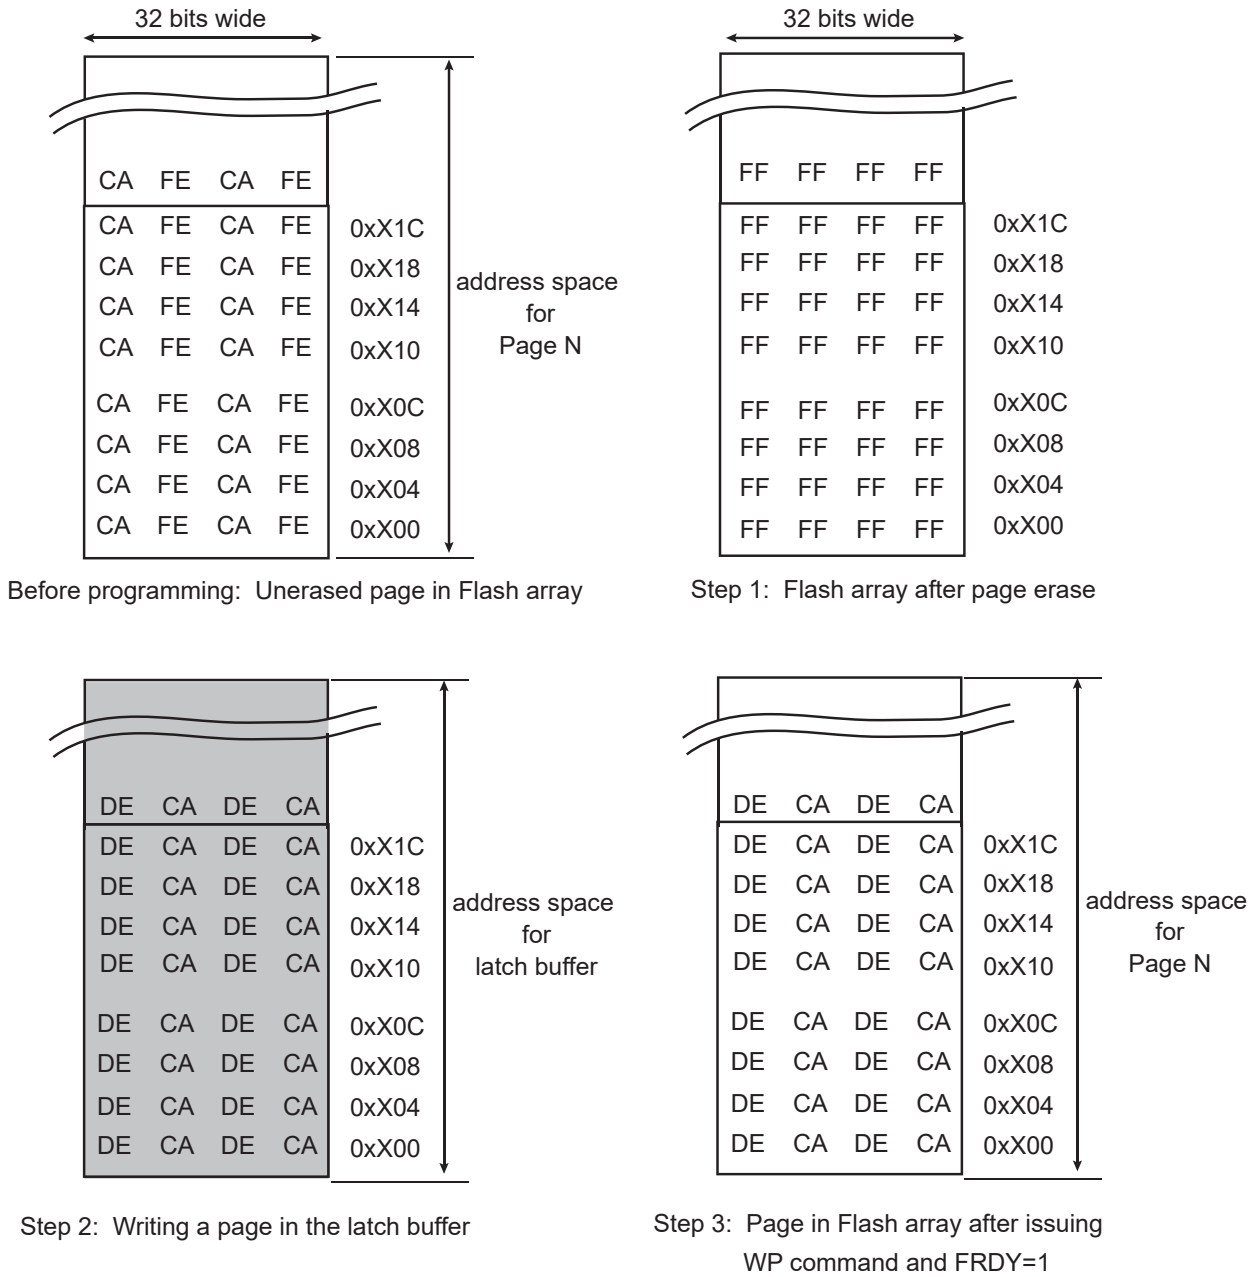 32 bits wide
CA FE CA FE
CA FE CA FE 0xX1C
CA FE CA FE 0xX18
CA FE CA FE 0xX14
CA FE CA FE 0xX10
CA FE CA FE 0xX0C
CA FE CA FE 0xX08
CA FE CA FE 0xX04
CA FE CA FE 0xX00
address space
for
Page N
Before programming: Unerased page in Flash array
32 bits wide
FF FF FF FF
FF FF FF FF 0xX1C
FF FF FF FF 0xX18
FF FF FF FF 0xX14
FF FF FF FF 0xX10
FF FF FF FF 0xX0C
FF FF FF FF 0xX08
FF FF FF FF 0xX04
FF FF FF FF 0xX00
Step 1: Flash array after page erase
DE CA DE CA
DE CA DE CA 0xX1C
DE CA DE CA 0xX18
DE CA DE CA 0xX14
DE CA DE CA 0xX10
DE CA DE CA 0xX0C
DE CA DE CA 0xX08
DE CA DE CA 0xX04
DE CA DE CA 0xX00
address space
for
latch buffer
Step 2: Writing a page in the latch buffer
DE CA DE CA
DE CA DE CA 0xX1C
DE CA DE CA 0xX18
DE CA DE CA 0xX14
DE CA DE CA 0xX10
DE CA DE CA 0xX0C
DE CA DE CA 0xX08
DE CA DE CA 0xX04
DE CA DE CA 0xX00
address space
for
Page N
Step 3: Page in Flash array after issuing
WP command and FRDY=1